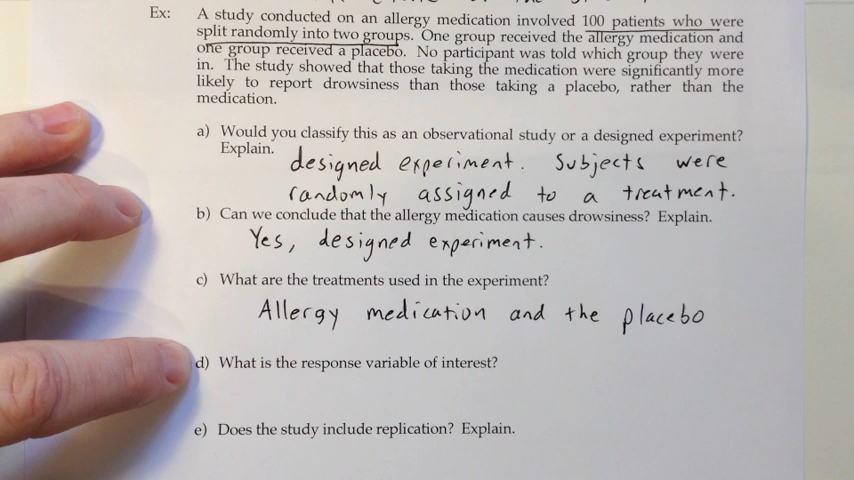 Ex: A study conducted on an allergy medication involved 100 patients who were
split randomly into two groups. One group received the allergy medication and
one group received a placebo. No participant was told which group they were
in. The study showed that those taking the medication were significantly more
likely to report drowsiness than those taking a placebo, rather than the
medication.
a) Would you classify this as an observational study or a designed experiment?
Explain.
designed experiment. Subjects were
randomly assigned to a treatment.
b) Can we conclude that the allergy medication causes drowsiness? Explain.
Yes, designed experiment.
c) What are the treatments used in the experiment?
Allergy medication and the placebo
d) What is the response variable of interest?
e) Does the study include replication? Explain.